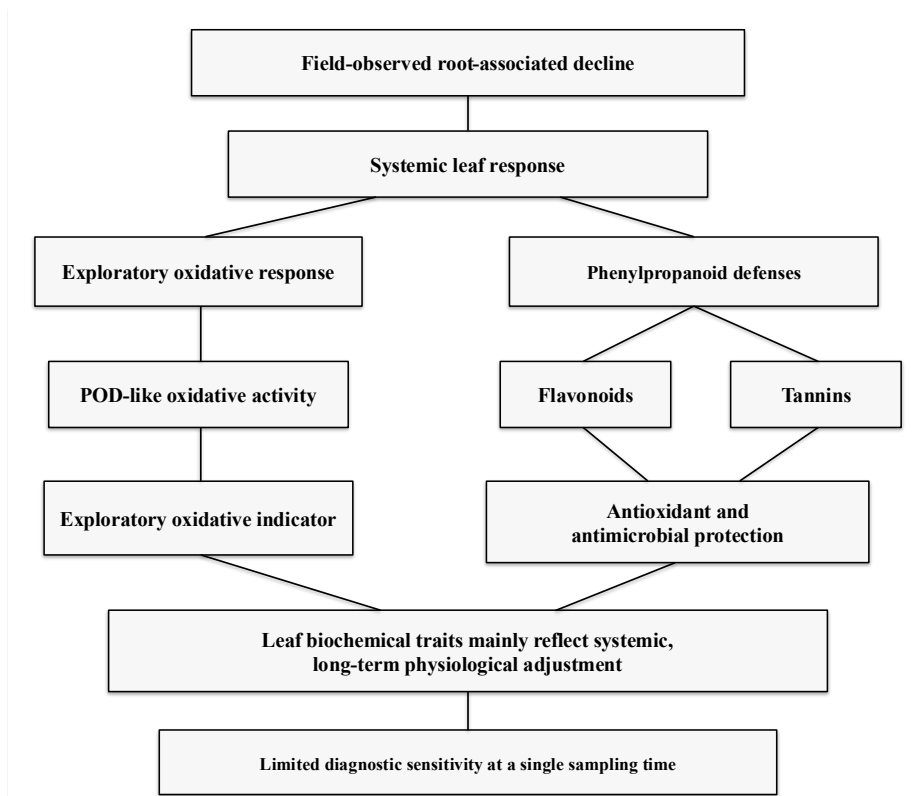 Field-observed root-associated decline
Systemic leaf response
Exploratory oxidative response
Phenylpropanoid defenses
POD-like oxidative activity
Flavonoids
Tannins
Exploratory oxidative indicator
Antioxidant and
antimicrobial protection
Leaf biochemical traits mainly reflect systemic,
long-term physiological adjustment
Limited diagnostic sensitivity at a single sampling time